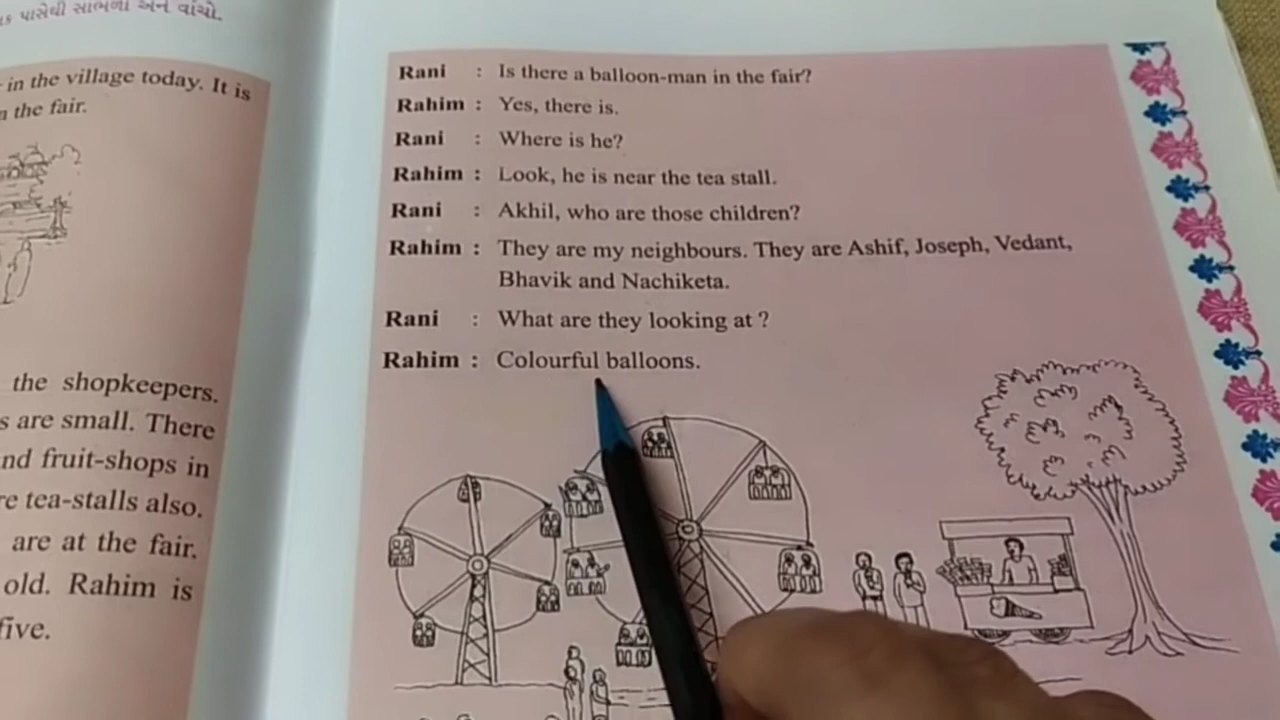 પાસેથી સાંભળો અને વાંચો.
in the village today. It is
the fair.
the shopkeepers.
are small. There
fruit-shops in
tea-stalls also.
are at the fair.
old. Rahim is
five.
Rani : Is there a balloon-man in the fair?
Rahim : Yes, there is.
Rani : Where is he?
Rahim : Look, he is near the tea stall.
Rani : Akhil, who are those children?
Rahim : They are my neighbours. They are Ashif, Joseph, Vedant,
Bhavik and Nachiketa.
Rani : What are they looking at ?
Rahim : Colourful balloons.